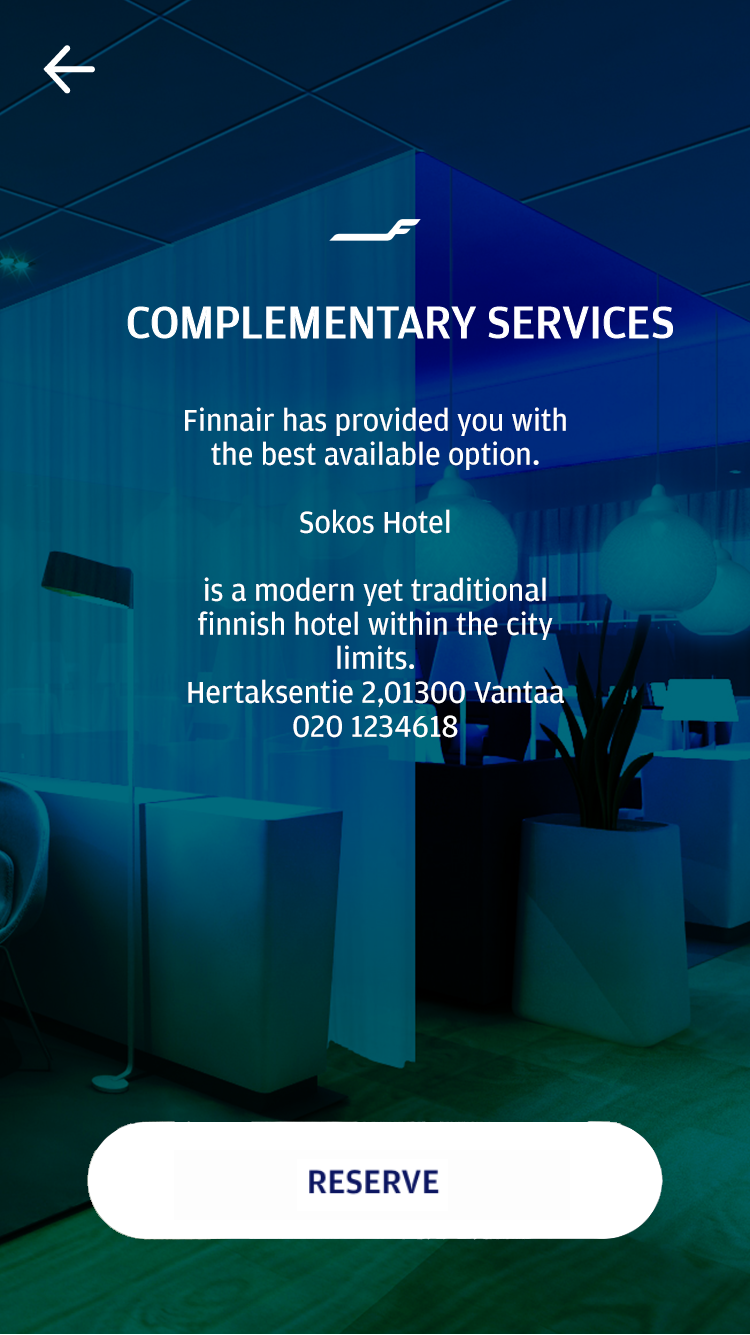 COMPLEMENTARY SERVICES
Finnair has provided you with
the best available option.
Sokos Hotel
is a modern yet traditional
finnish hotel within the city
limits.
Hertaksentie 2,01300 Vantaa
020 1234618
RESERVE